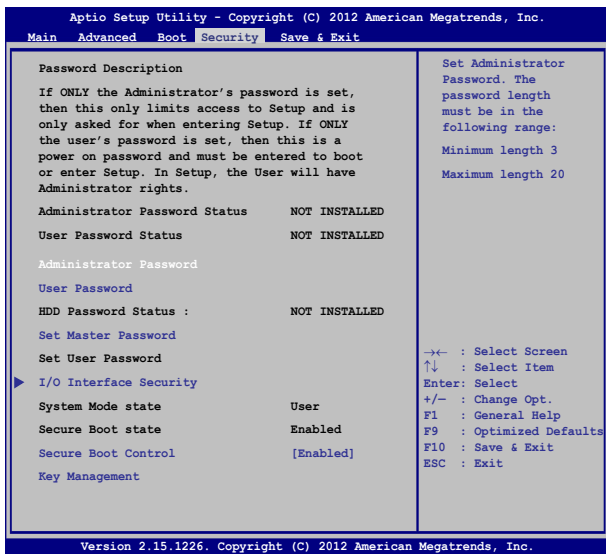 Aptio Setup Utility - Copyright (C) 2012 American Megatrends, Inc.
Main Advanced Boot Security Save & Exit
Password Description
If ONLY the Administrator's password is set,
then this only limits access to Setup and is
only asked for when entering Setup. If ONLY
the user's password is set, then this is a
power on password and must be entered to boot
or enter Setup. In Setup, the User will have
Administrator rights.
Administrator Password Status NOT INSTALLED
User Password Status NOT INSTALLED
Administrator Password
User Password
HDD Password Status : NOT INSTALLED
Set Master Password
Set User Password
I/O Interface Security
System Mode state User
Secure Boot state Enabled
Secure Boot Control [Enabled]
Key Management
Set Administrator
Password. The
password length
must be in the
following range:
Minimum length 3
Maximum length 20
→← : Select Screen
↑↓ : Select Item
Enter: Select
+/— : Change Opt.
F1 : General Help
F9 : Optimized Defaults
F10 : Save & Exit
ESC : Exit
Version 2.15.1226. Copyright (C) 2012 American Megatrends, Inc.